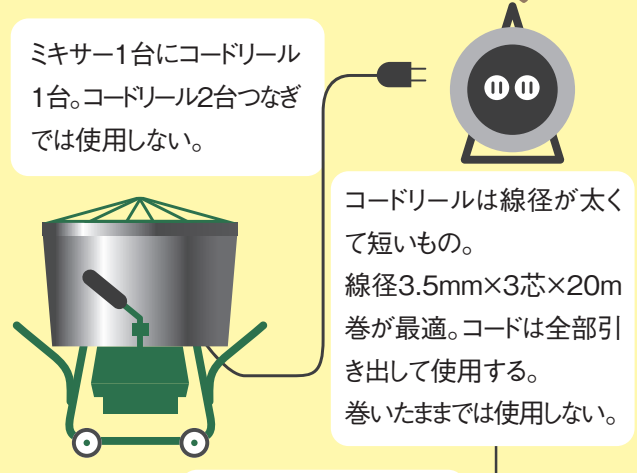 ミキサー1台にコードリール
1台。コードリール2台つなぎ
では使用しない。
コードリールは線径が太く
て短いもの。
線径3.5mm×3芯×20m
巻が最適。コードは全部引
き出して使用する。
巻いたままでは使用しない。